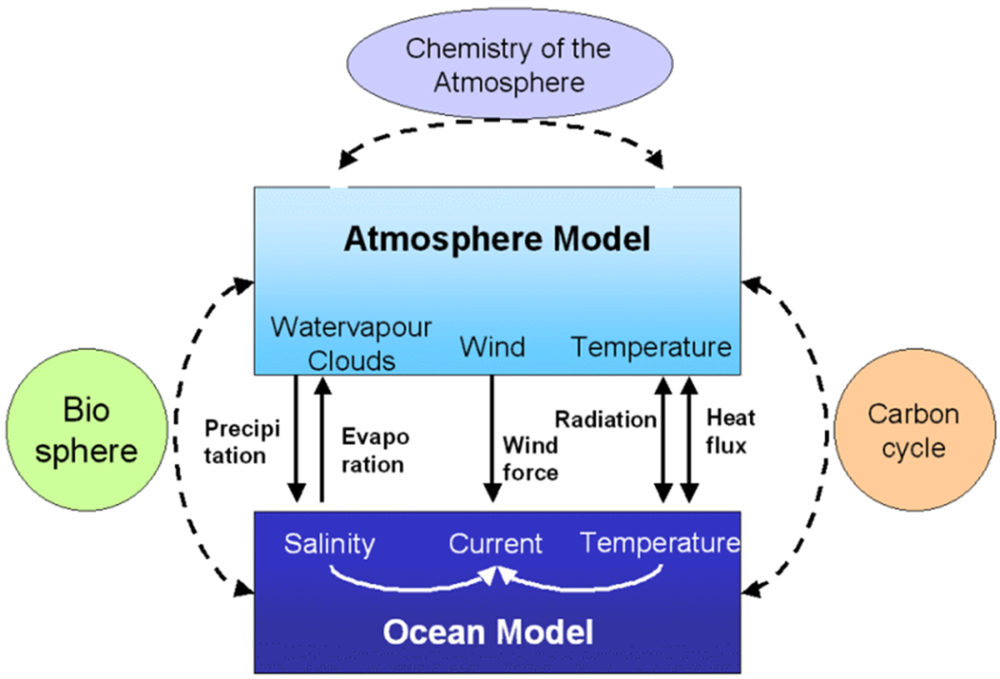 Chemistry of the
Atmosphere
Atmosphere Model
Watervapour
Clouds
Wind
Temperature
Bio
sphere
Precipi
tation
Evapo
ration
Wind
force
Radiation
Heat
flux
Carbon
cycle
Salinity
Current
Temperature
Ocean Model